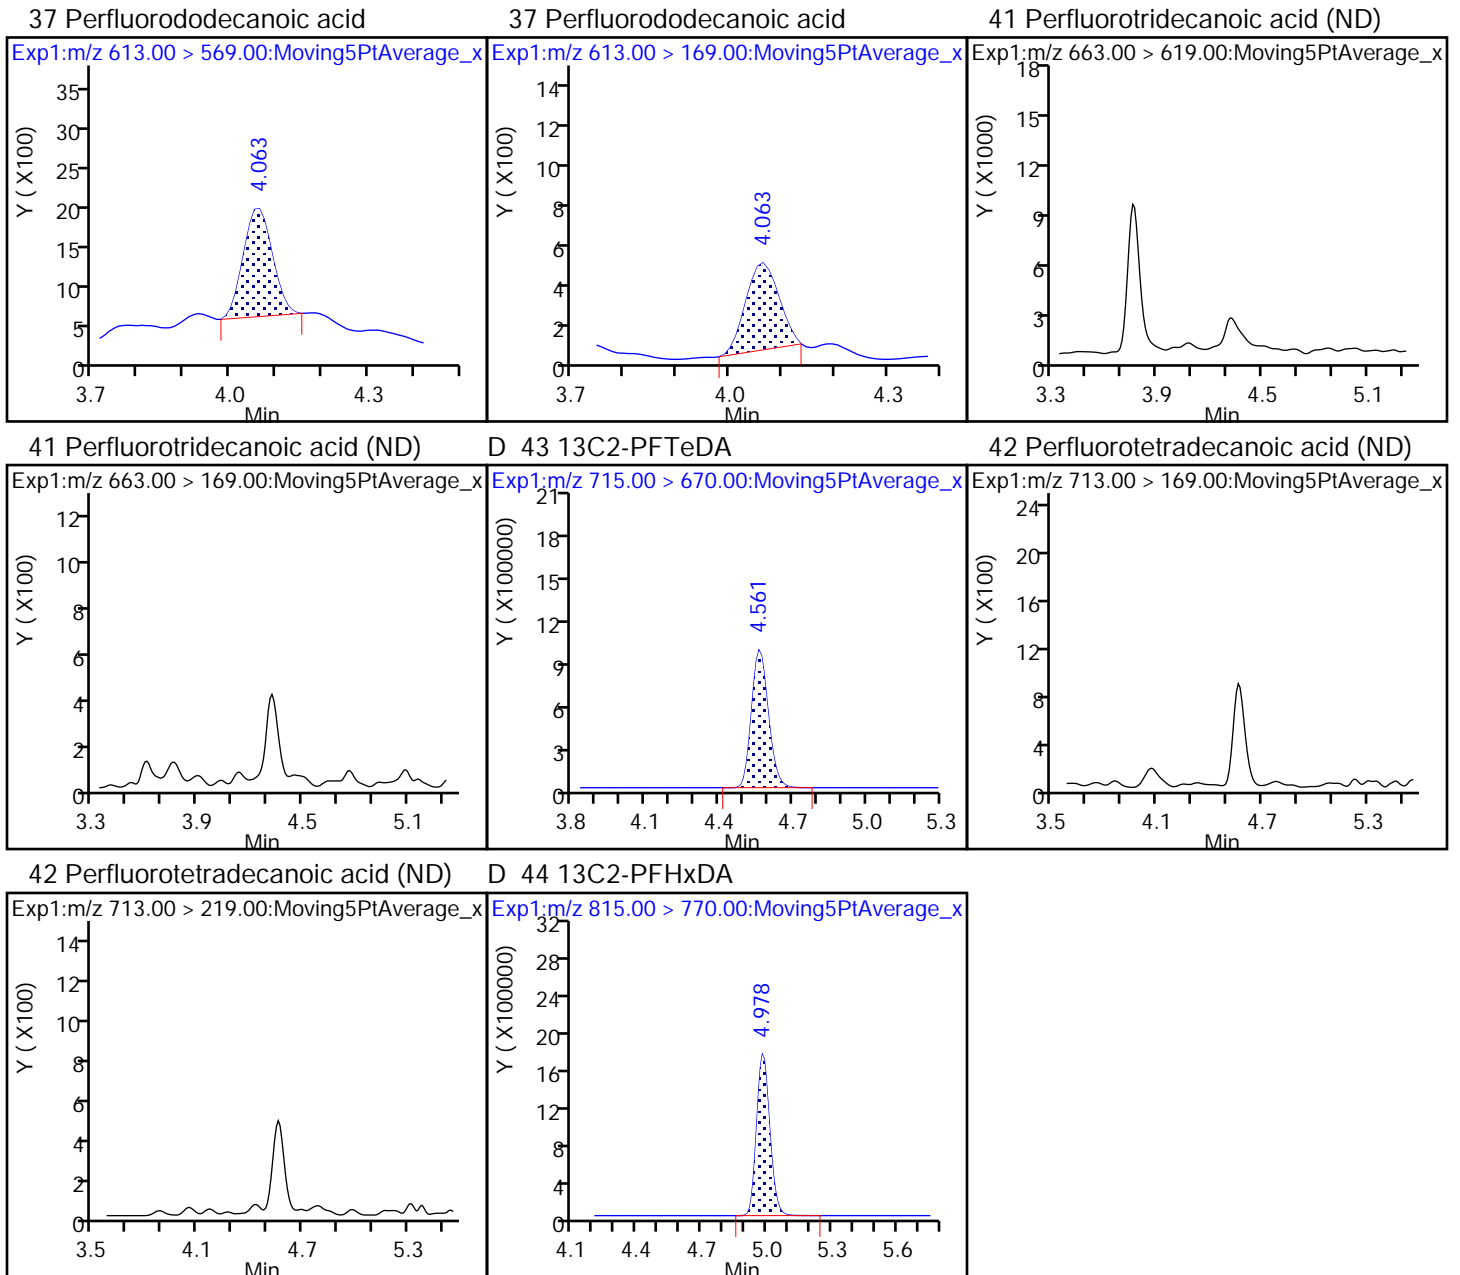 37 Perfluorododecanoic acid
Exp1:m/z 613.00 > 569.00:Moving5PtAverage_x
Y ( X100)
35
30
25
20
15
10
5
0
4.063
3.7 4.0 4.3
Min
37 Perfluorododecanoic acid
Exp1:m/z 613.00 > 169.00:Moving5PtAverage_x
Y ( X100)
14
12
10
8
6
4
2
0
4.063
3.7 4.0 4.3
Min
41 Perfluorotridecanoic acid (ND)
Exp1:m/z 663.00 > 619.00:Moving5PtAverage_x
Y ( X1000)
18
15
12
9
6
3
0
3.3 3.9 4.5 5.1
41 Perfluorotridecanoic acid (ND)
Exp1:m/z 663.00 > 169.00:Moving5PtAverage_x
Y ( X100)
12
10
8
6
4
2
0
3.3 3.9 4.5 5.1
Min
D 43 13C2-PFTeDA
Exp1:m/z 715.00 > 670.00:Moving5PtAverage_x
Y ( X100000)
21
18
15
12
9
6
3
0
4.561
3.8 4.1 4.4 4.7 5.0 5.3
Min
42 Perfluorotetradecanoic acid (ND)
Exp1:m/z 713.00 > 169.00:Moving5PtAverage_x
Y ( X100)
24
20
16
12
8
4
0
3.5 4.1 4.7 5.3
Min
42 Perfluorotetradecanoic acid (ND)
Exp1:m/z 713.00 > 219.00:Moving5PtAverage_x
Y ( X100)
14
12
10
8
6
4
2
0
3.5 4.1 4.7 5.3
Min
D 44 13C2-PFHxDA
Exp1:m/z 815.00 > 770.00:Moving5PtAverage_x
Y ( X100000)
32
28
24
20
16
12
8
4
0
4.978
4.1 4.4 4.7 5.0 5.3 5.6
Min